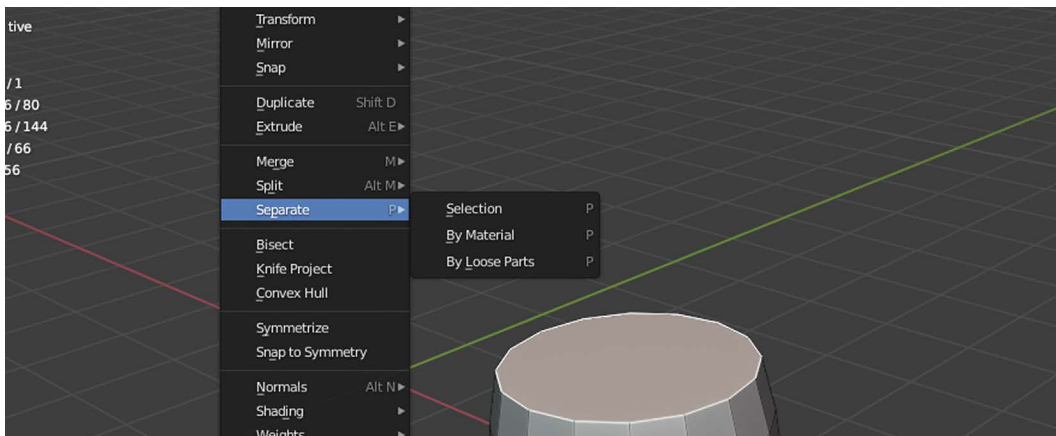 tive
/1
6/80
6/144
/66
56
Transform
Mirror
Snap
Duplicate Shift D
Extrude Alt E
Merge M
Split Alt M
Separate P
Bisect
Knife Project
Convex Hull
Symmetrize
Snap to Symmetry
Normals Alt N
Shading
Weights
Selection P
By Material P
By Loose Parts P